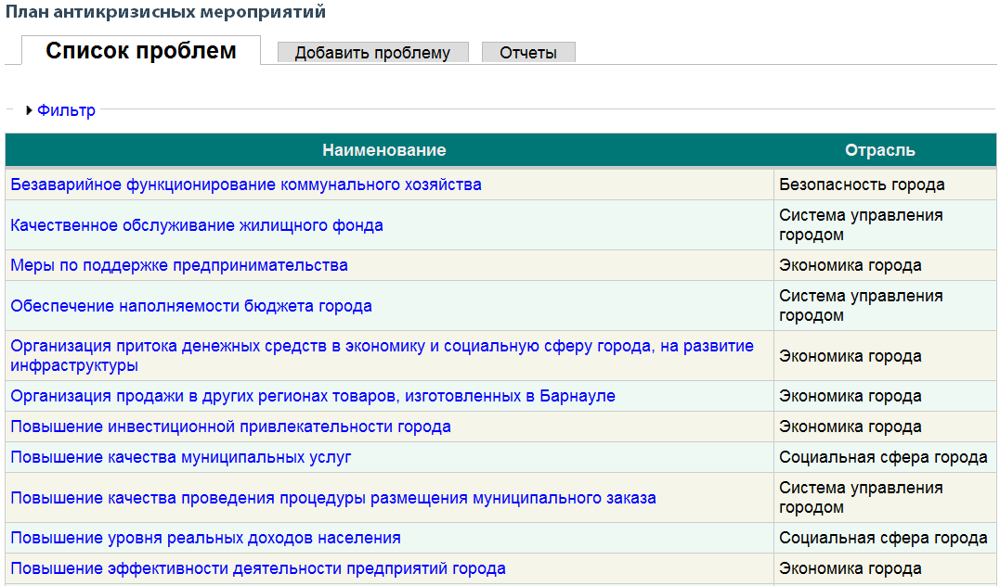 План антикризисных мероприятий
Список проблем Добавить проблему Отчеты
Фильтр
Наименование Отрасль
Безаварийное функционирование коммунального хозяйства Безопасность города
Качественное обслуживание жилищного фонда Система управления
городом
Меры по поддержке предпринимательства Экономика города
Обеспечение наполняемости бюджета города Система управления
городом
Организация притока денежных средств в экономику и социальную сферу города, на развитие
инфраструктуры Экономика города
Организация продажи в других регионах товаров, изготовленных в Барнауле Экономика города
Повышение инвестиционной привлекательности города Экономика города
Повышение качества муниципальных услуг Социальная сфера города
Повышение качества проведения процедуры размещения муниципального заказа Система управления
городом
Повышение уровня реальных доходов населения Социальная сфера города
Повышение эффективности деятельности предприятий города Экономика города